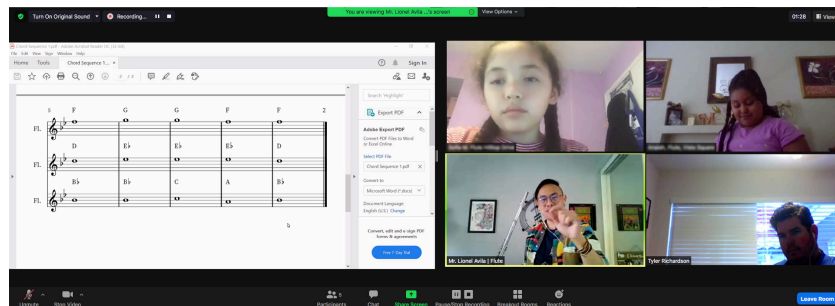 Turn On Original Sound
Recording...
You are viewing Mr. Lionel Avila ...'s screen
View Options
01:28
View
Chord Sequence 1.pdf - Adobe Acrobat Reader DC (32-bit)
File Edit View Sign Window Help
Home Tools Chord Sequence 1... ×
Sign In
5 F G G F F 2
Fl.
D E♭ E♭ E♭ D
Fl.
B♭ B♭ C A B♭
Fl.
Search 'Highlight'
Export PDF
Adobe Export PDF
Convert PDF Files to Word
or Excel Online
Select PDF File
Chord Sequence 1.pdf ×
Convert to
Microsoft Word (*.docx)
Document Language:
English (U.S.) Change
Convert, edit and e-sign PDF
forms & agreements
Free 7-Day Trial
Mr. Lionel Avila | Flute
Tyler Richardson
Unmute
Stop Video
Participants
Chat
Share Screen
Pause/Stop Recording
Breakout Rooms
Reactions
Leave Room